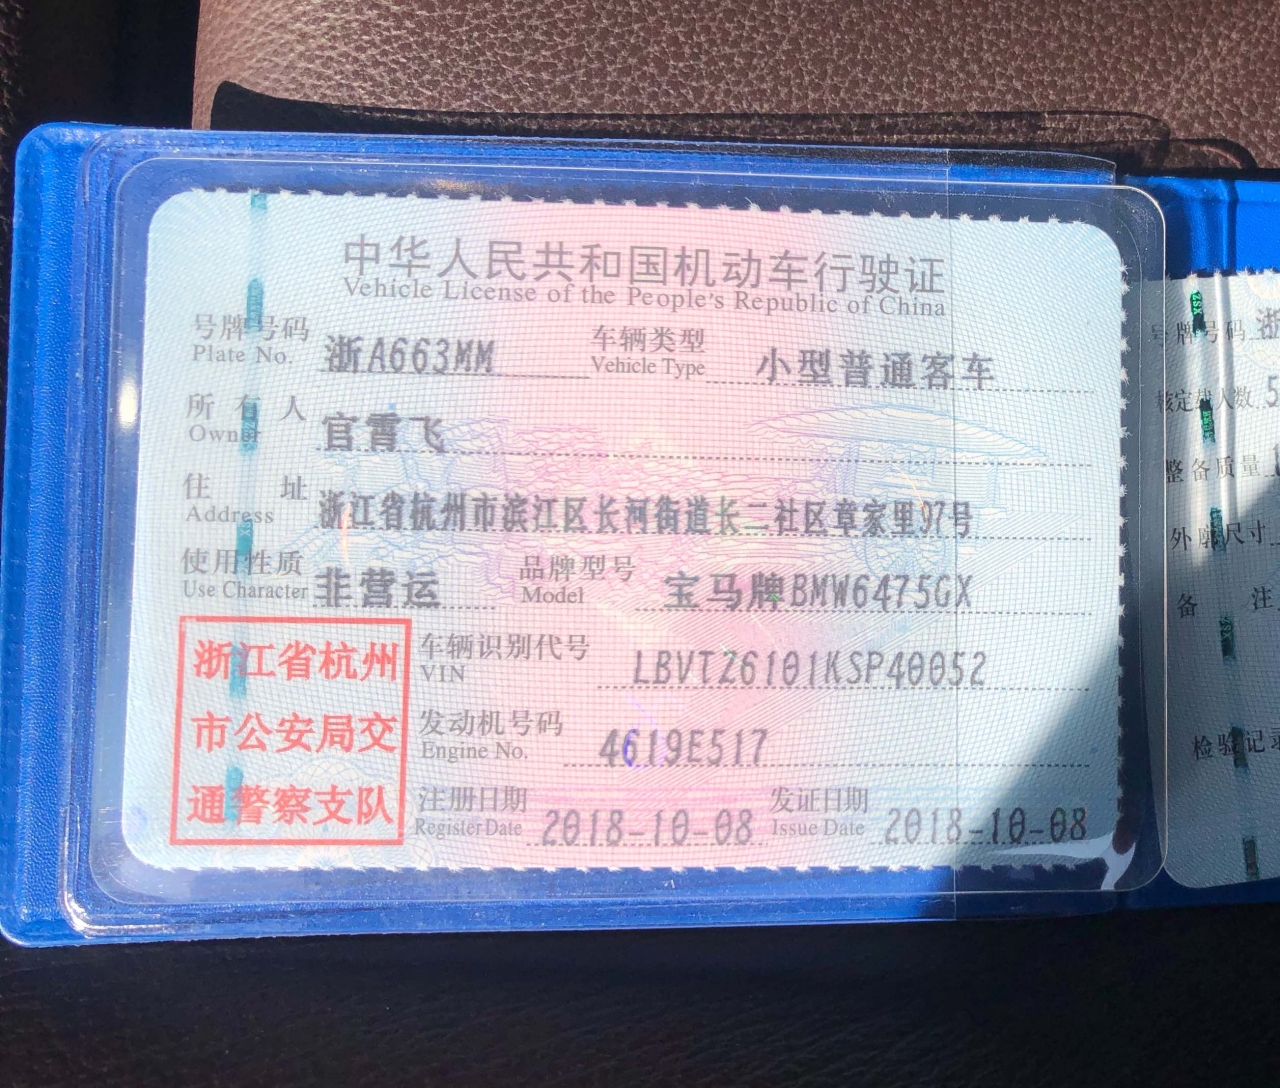 中华人民共和国机动车行驶证
Vehicle License of the People's Republic of China
号牌号码 浙A663MM 车辆类型 小型普通客车
Plate No. Vehicle Type
所有人 官霄飞
Owner
住址 浙江省杭州市滨江区长河街道长二社区章家里97号
Address
使用性质 非营运 品牌型号 宝马牌BMW6475GX
Use Character Model
浙江省杭州
市公安局交
通警察支队
车辆识别代号 LBVTZ6101KSP40052
VIN
发动机号码 4619E517
Engine No.
注册日期 2018-10-08 发证日期 2018-10-08
Register Date Issue Date
号牌号码 浙
核定载人数 5
整备质量
外廓尺寸
备注
检验记录